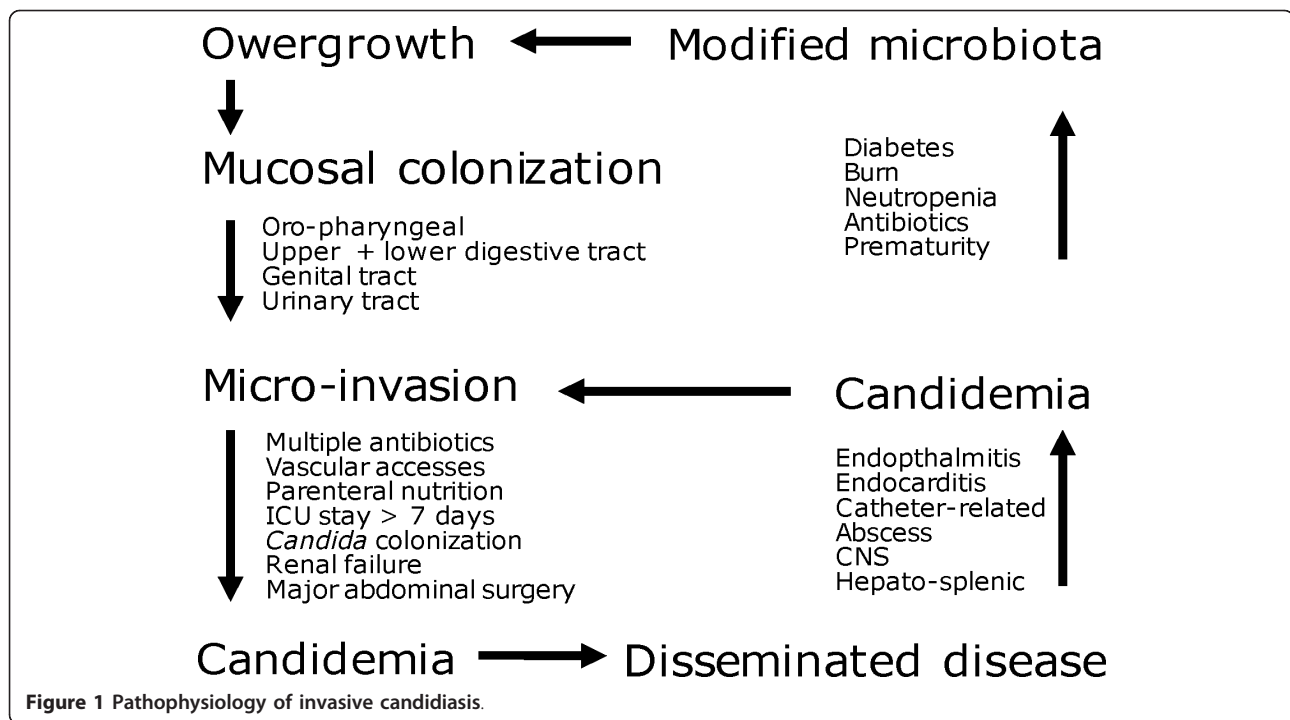 Owergrowth
Modified microbiota
Mucosal colonization
Diabetes
Burn
Neutropenia
Antibiotics
Prematurity
Oro-pharyngeal
Upper + lower digestive tract
Genital tract
Urinary tract
Micro-invasion
Candidemia
Multiple antibiotics
Vascular accesses
Parenteral nutrition
ICU stay > 7 days
Candida colonization
Renal failure
Major abdominal surgery
Endopthalmitis
Endocarditis
Catheter-related
Abscess
CNS
Hepato-splenic
Candidemia
Disseminated disease
Figure 1 Pathophysiology of invasive candidiasis.